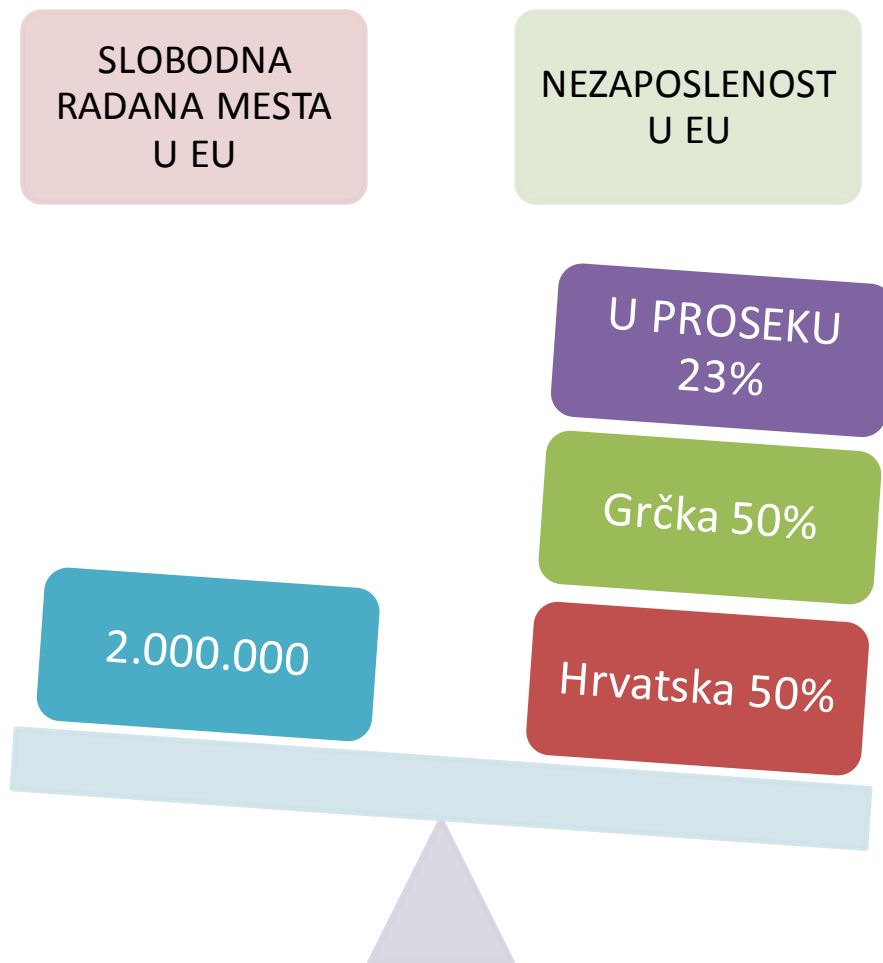 SLOBODNA
RADANA MESTA
U EU
NEZAPOSLENOST
U EU
U PROSEKU
23%
Grčka 50%
2.000.000
Hrvatska 50%